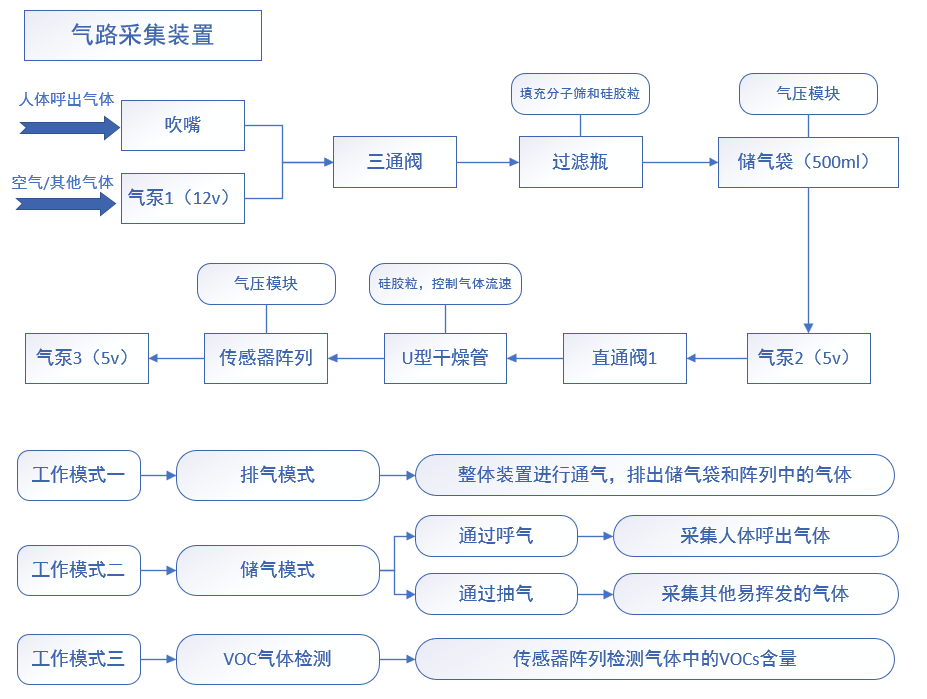 气路采集装置
人体呼出气体
吹嘴
空气/其他气体
气泵1（12v）
三通阀
填充分子筛和硅胶粒
过滤瓶
气压模块
储气袋（500ml）
气压模块
硅胶粒，控制气体流速
气泵3（5v）
传感器阵列
U型干燥管
直通阀1
气泵2（5v）
工作模式一
排气模式
整体装置进行通气，排出储气袋和阵列中的气体
工作模式二
储气模式
通过呼气
采集人体呼出气体
通过抽气
采集其他易挥发的气体
工作模式三
VOC气体检测
传感器阵列检测气体中的VOCs含量